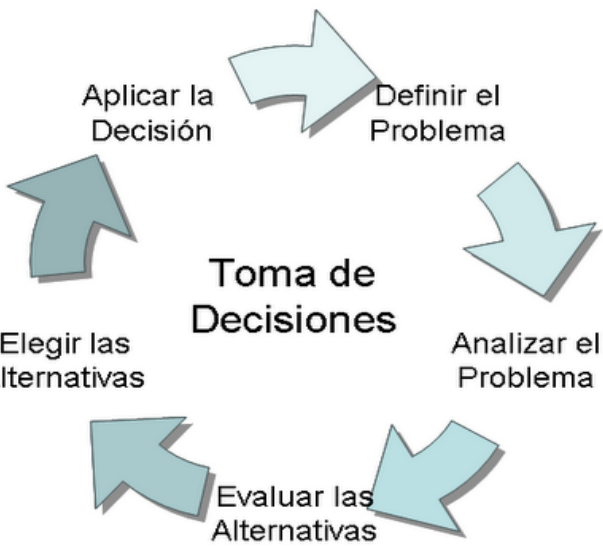 Aplicar la
Decisión
Definir el
Problema
Toma de
Decisiones
Analizar el
Problema
Evaluar las
Alternativas
Elegir las
lternativas